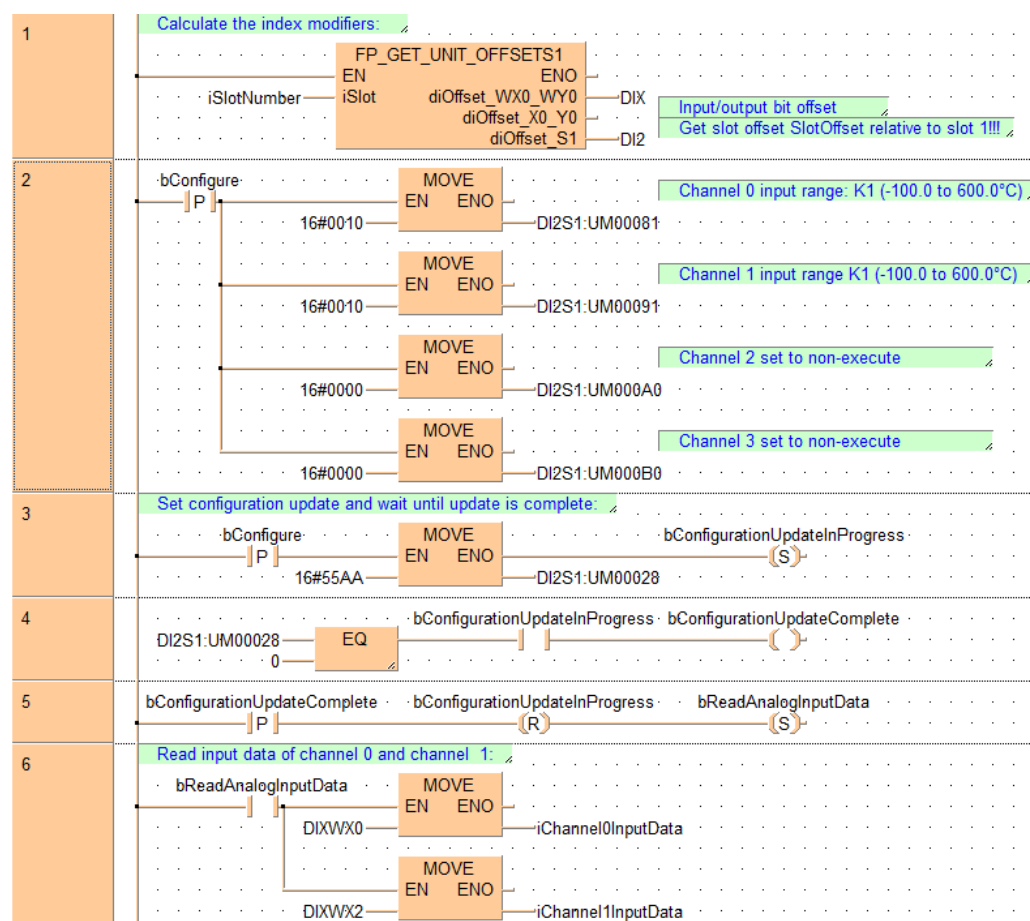 1
Calculate the index modifiers:
FP_GET_UNIT_OFFSETS1
EN ENO
iSlotNumber iSlot diOffset_WX0_WY0 DIX Input/output bit offset
diOffset_X0_Y0 Get slot offset SlotOffset relative to slot 1!!!
diOffset_S1 DI2
2
bConfigure MOVE
P EN ENO Channel 0 input range: K1 (-100.0 to 600.0°C)
16#0010 DI2S1:UM00081
MOVE
EN ENO Channel 1 input range K1 (-100.0 to 600.0°C)
16#0010 DI2S1:UM00091
MOVE
EN ENO Channel 2 set to non-execute
16#0000 DI2S1:UM000A0
MOVE
EN ENO Channel 3 set to non-execute
16#0000 DI2S1:UM000B0
3
Set configuration update and wait until update is complete:
bConfigure MOVE bConfigurationUpdateInProgress
P EN ENO S
16#55AA DI2S1:UM00028
4
bConfigurationUpdateInProgress bConfigurationUpdateComplete
DI2S1:UM00028 EQ
0
5
bConfigurationUpdateComplete bConfigurationUpdateInProgress bReadAnalogInputData
P R S
6
Read input data of channel 0 and channel 1:
bReadAnalogInputData MOVE
EN ENO
DIXWX0 iChannel0InputData
MOVE
EN ENO
DIXWX2 iChannel1InputData